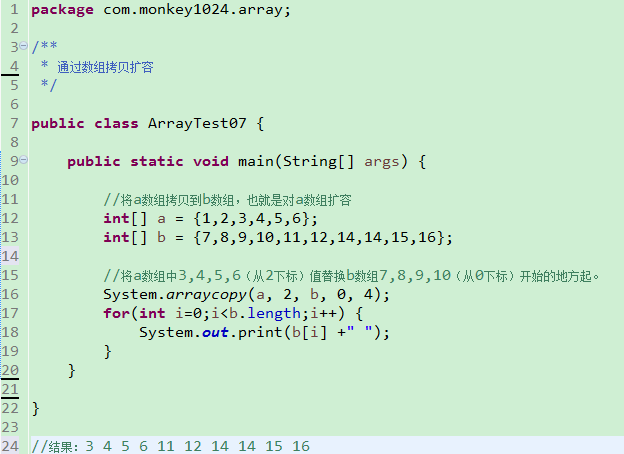 1 package com.monkey1024.array;
2
3 /**
4 * 通过数组拷贝扩容
5 */
6
7 public class ArrayTest07 {
8
9 public static void main(String[] args) {
10
11 //将a数组拷贝到b数组，也就是对a数组扩容
12 int[] a = {1,2,3,4,5,6};
13 int[] b = {7,8,9,10,11,12,14,14,15,16};
14
15 //将a数组中3,4,5,6（从2下标）值替换b数组7,8,9,10（从0下标）开始的地方起。
16 System.arraycopy(a, 2, b, 0, 4);
17 for(int i=0;i<b.length;i++) {
18 System.out.print(b[i] +" ");
19 }
20 }
21
22 }
23
24 //结果：3 4 5 6 11 12 14 14 15 16